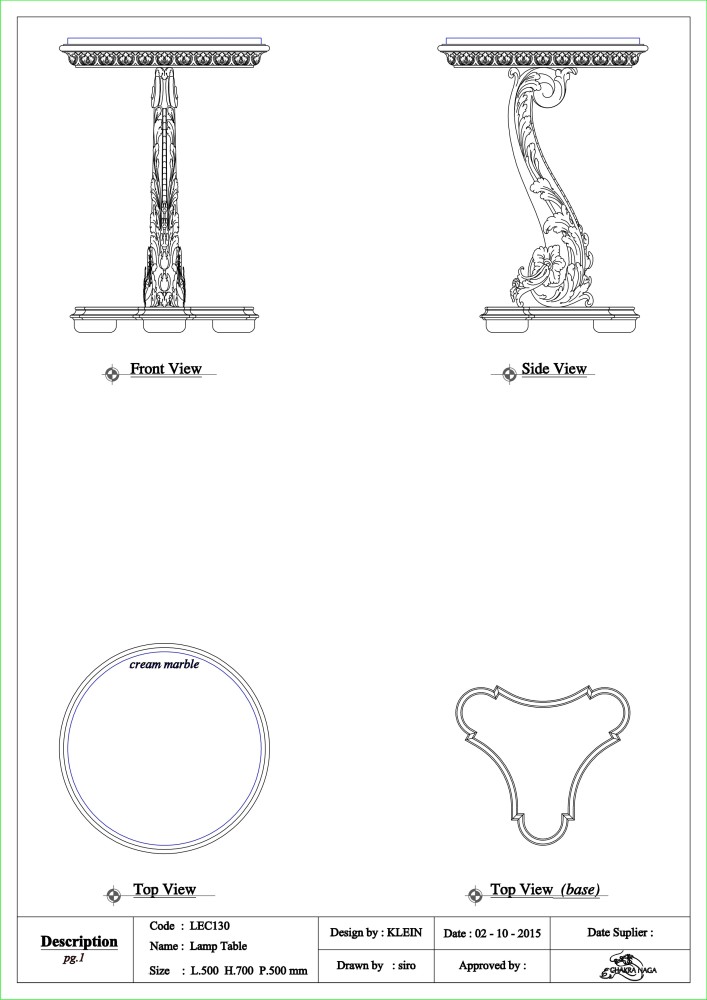 Front View
Side View
cream marble
Top View
Top View (base)
Description
pg.1
Code : LEC130
Name : Lamp Table
Size : L.500 H.700 P.500 mm
Design by : KLEIN
Drawn by : siro
Date : 02 - 10 - 2015
Approved by :
Date Suplier :
CHAKRA NAGA